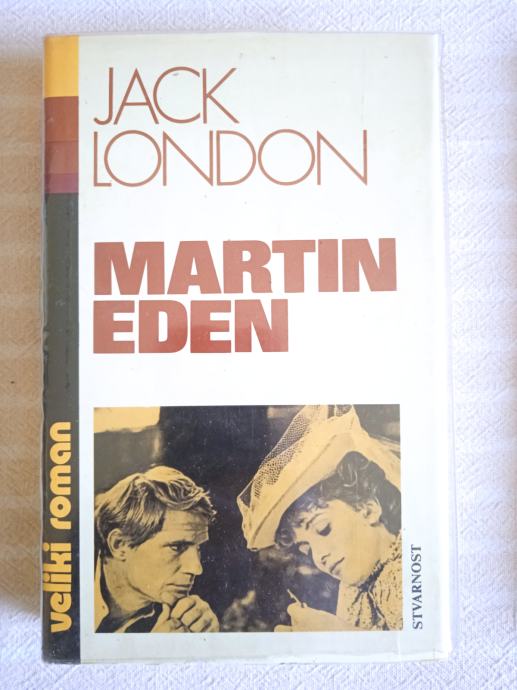 JACK
LONDON
MARTIN
EDEN
veliki roman
STVARNOST